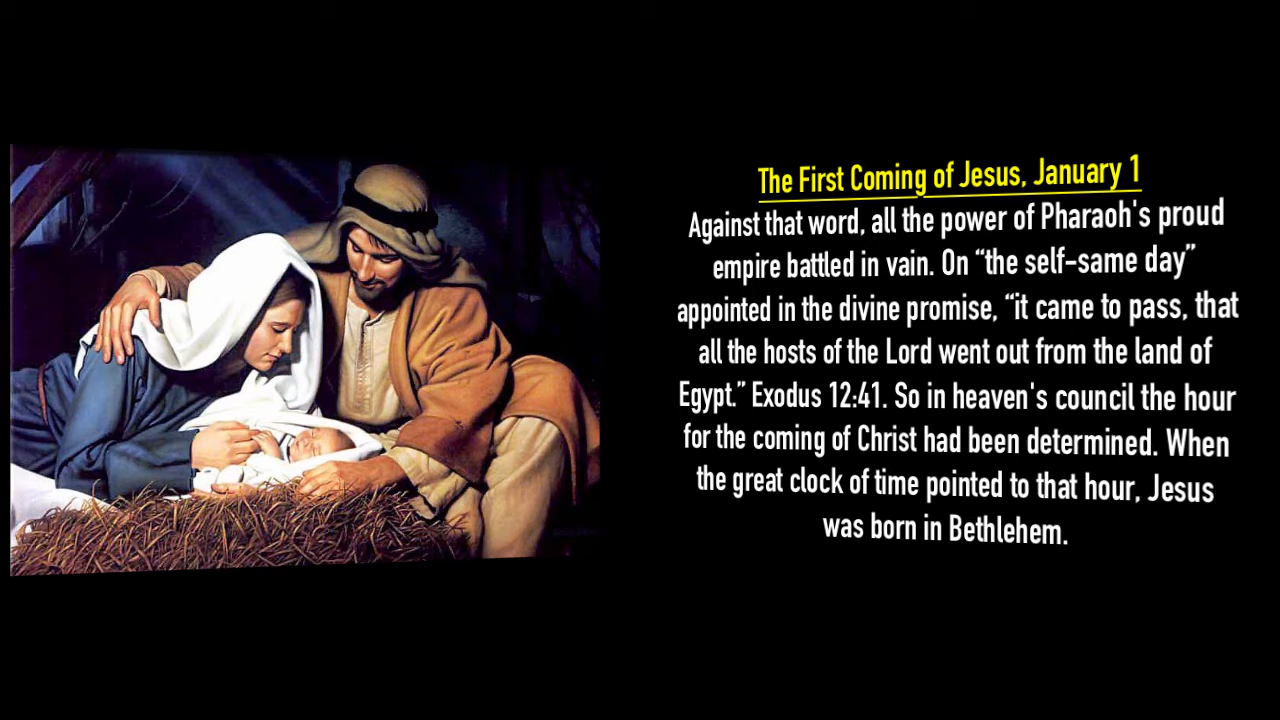 The First Coming of Jesus, January 1
Against that word, all the power of Pharaoh's proud
empire battled in vain. On “the self-same day”
appointed in the divine promise, “it came to pass, that
all the hosts of the Lord went out from the land of
Egypt.” Exodus 12:41. So in heaven's council the hour
for the coming of Christ had been determined. When
the great clock of time pointed to that hour, Jesus
was born in Bethlehem.